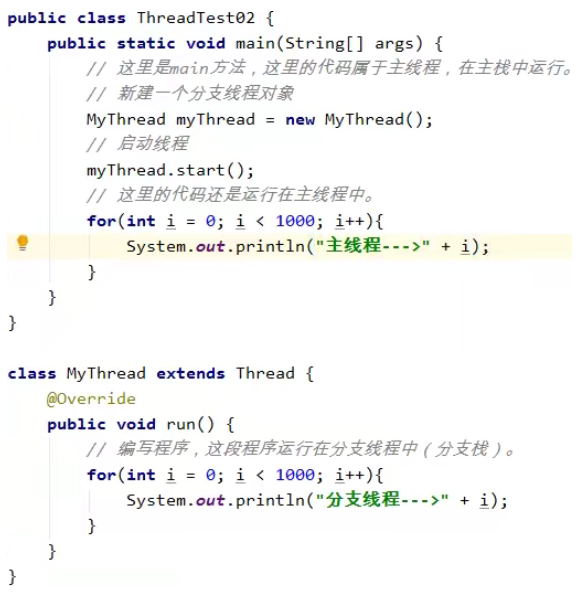 public class ThreadTest02 {
public static void main(String[] args) {
// 这里是main方法，这里的代码属于主线程，在主栈中运行。
// 新建一个分支线程对象
MyThread myThread = new MyThread();
// 启动线程
myThread.start();
// 这里的代码还是运行在主线程中。
for(int i = 0; i < 1000; i++){
System.out.println("主线程--->" + i);
}
}
}
class MyThread extends Thread {
@Override
public void run() {
// 编写程序，这段程序运行在分支线程中（分支栈）。
for(int i = 0; i < 1000; i++){
System.out.println("分支线程--->" + i);
}
}
}